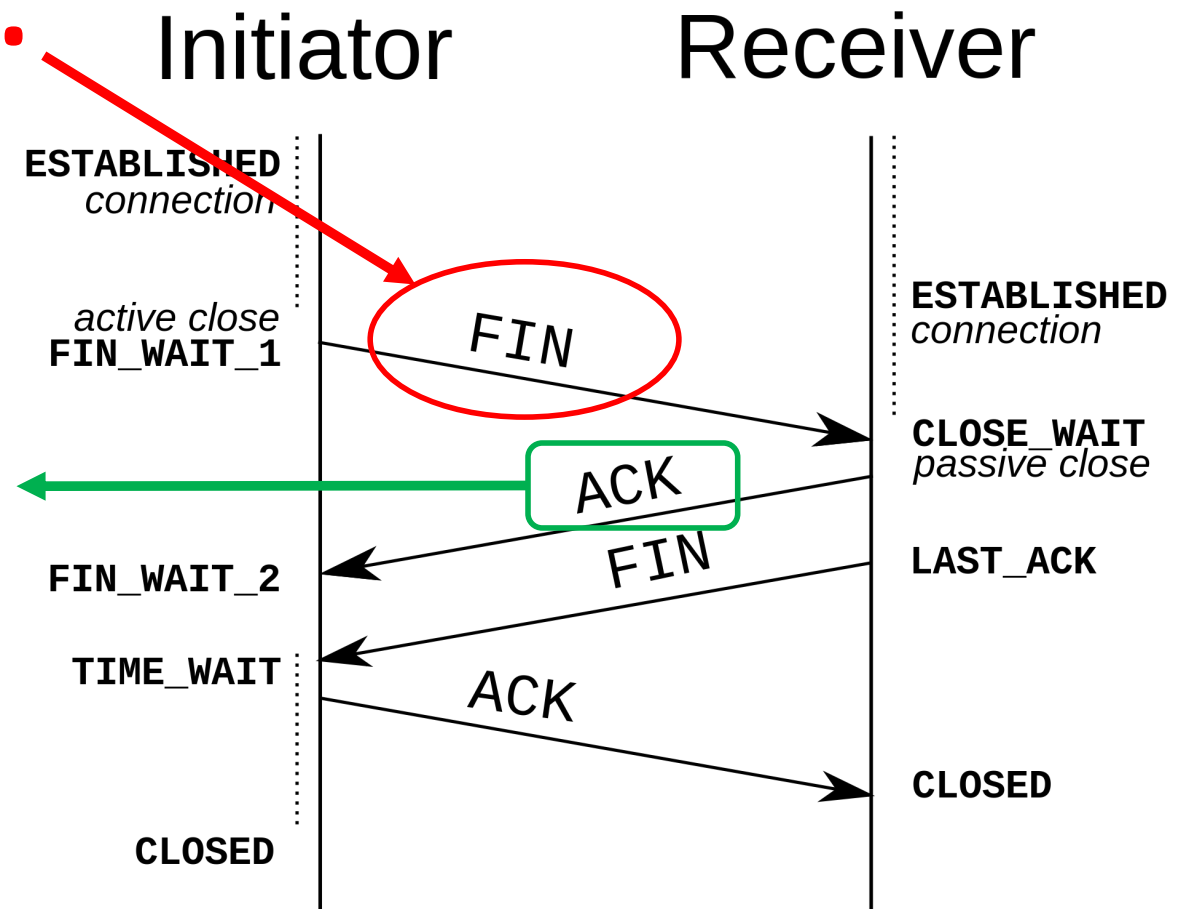 Initiator
Receiver
ESTABLISHED
connection
active close
FIN_WAIT_1
FIN
ESTABLISHED
connection
CLOSE_WAIT
passive close
ACK
FIN
FIN_WAIT_2
LAST_ACK
TIME_WAIT
ACK
CLOSED
CLOSED